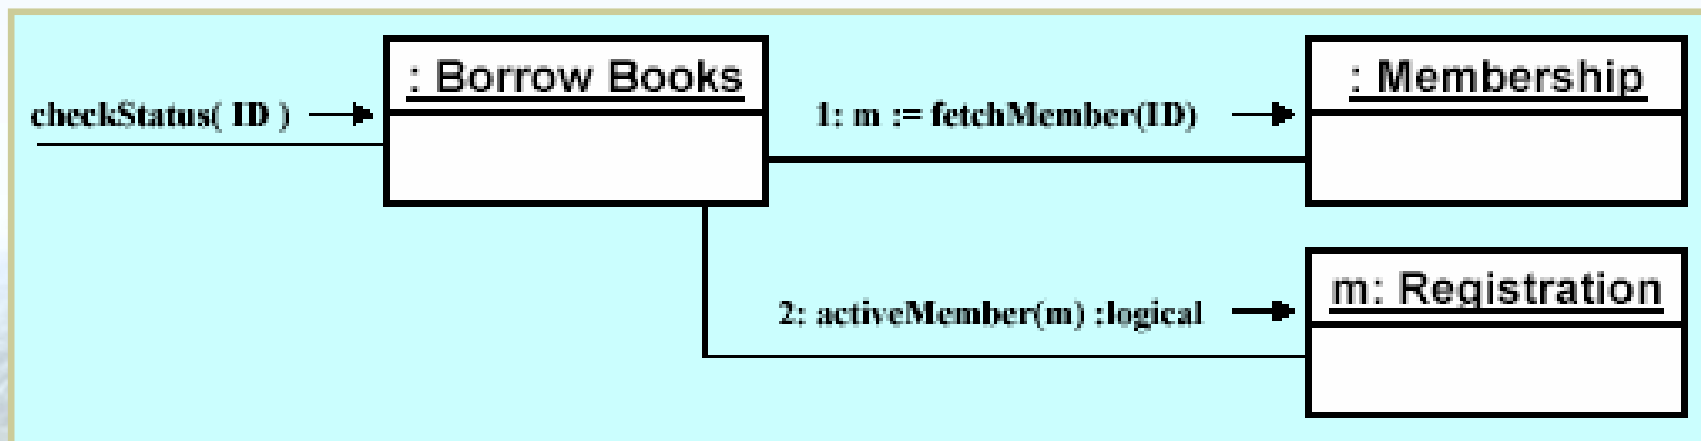 : Borrow Books
: Membership
checkStatus( ID )
1: m := fetchMember(ID)
m: Registration
2: activeMember(m) :logical